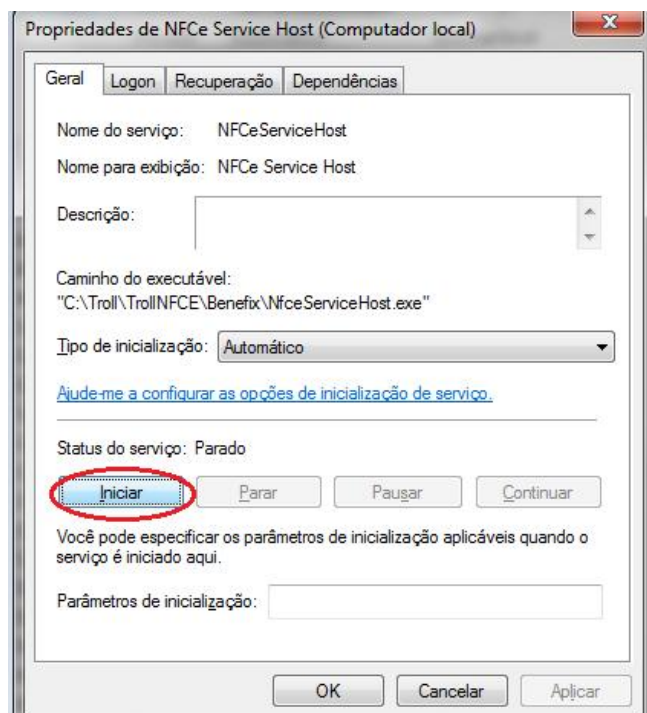 Propriedades de NFCe Service Host (Computador local)
Geral Logon Recuperação Dependências
Nome do serviço: NFCeServiceHost
Nome para exibição: NFCe Service Host
Descrição:
Caminho do executável:
"C:\Troll\TrollNFCE\Benefix\NfceServiceHost.exe"
Tipo de inicialização: Automático
Ajude-me a configurar as opções de inicialização de serviço.
Status do serviço: Parado
Iniciar Parar Pausar Continuar
Você pode especificar os parâmetros de inicialização aplicáveis quando o
serviço é iniciado aqui.
Parâmetros de inicialização:
OK Cancelar Aplicar